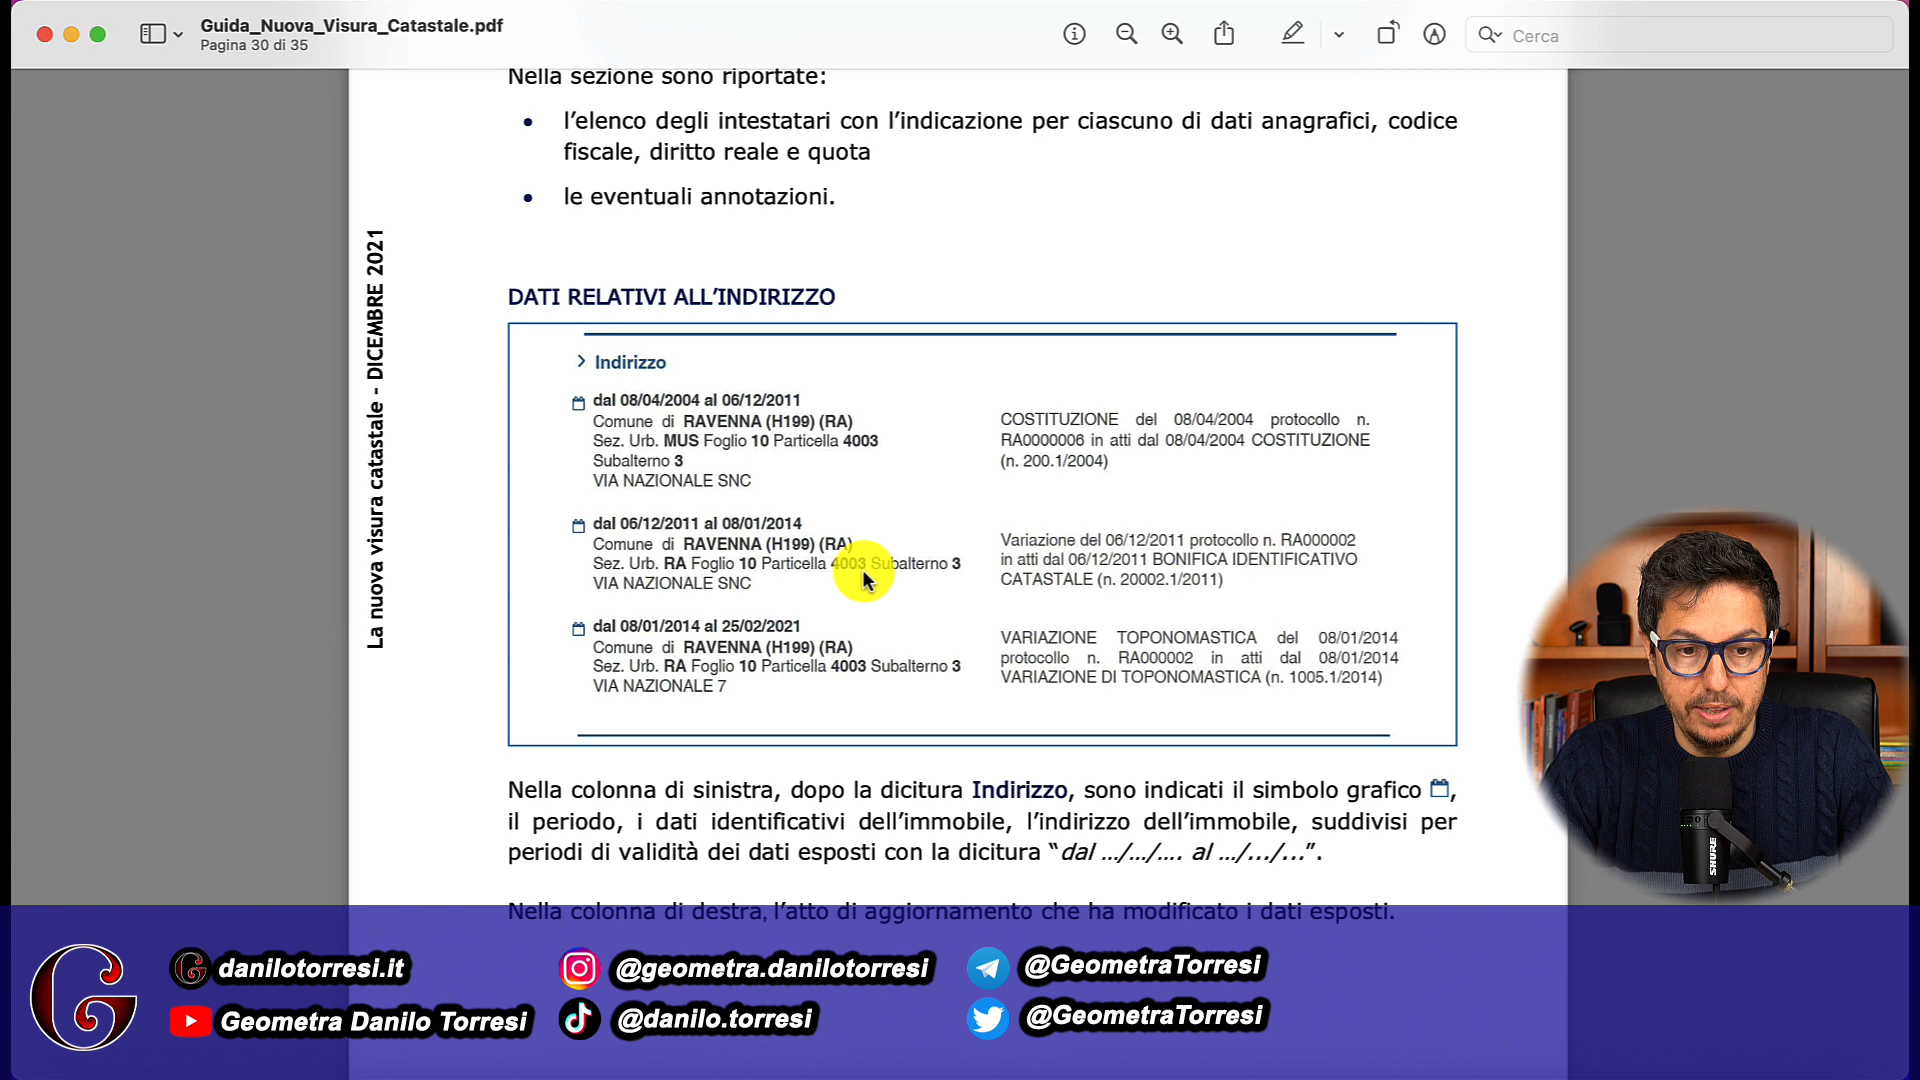 Guida_Nuova_Visura_Catastale.pdf
Pagina 30 di 35
Cerca
Nella sezione sono riportate:
• l’elenco degli intestatari con l’indicazione per ciascuno di dati anagrafici, codice
fiscale, diritto reale e quota
• le eventuali annotazioni.
La nuova visura catastale - DICEMBRE 2021
DATI RELATIVI ALL’INDIRIZZO
Indirizzo
dal 08/04/2004 al 06/12/2011
Comune di RAVENNA (H199) (RA)
Sez. Urb. MUS Foglio 10 Particella 4003
Subalterno 3
VIA NAZIONALE SNC
COSTITUZIONE del 08/04/2004 protocollo n.
RA0000006 in atti dal 08/04/2004 COSTITUZIONE
(n. 200.1/2004)
dal 06/12/2011 al 08/01/2014
Comune di RAVENNA (H199) (RA)
Sez. Urb. RA Foglio 10 Particella 4003 Subalterno 3
VIA NAZIONALE SNC
Variazione del 06/12/2011 protocollo n. RA000002
in atti dal 06/12/2011 BONIFICA IDENTIFICATIVO
CATASTALE (n. 20002.1/2011)
dal 08/01/2014 al 25/02/2021
Comune di RAVENNA (H199) (RA)
Sez. Urb. RA Foglio 10 Particella 4003 Subalterno 3
VIA NAZIONALE 7
VARIAZIONE TOPONOMASTICA del 08/01/2014
protocollo n. RA000002 in atti dal 08/01/2014
VARIAZIONE DI TOPONOMASTICA (n. 1005.1/2014)
Nella colonna di sinistra, dopo la dicitura Indirizzo, sono indicati il simbolo grafico ,
il periodo, i dati identificativi dell’immobile, l’indirizzo dell’immobile, suddivisi per
periodi di validità dei dati esposti con la dicitura “dal …/…/…. al …/…/…”.
Nella colonna di destra, l’atto di aggiornamento che ha modificato i dati esposti.
SHURE
danilotorresi.it
@geometra.danilotorresi
@GeometraTorresi
Geometra Danilo Torresi
@danilo.torresi
@GeometraTorresi